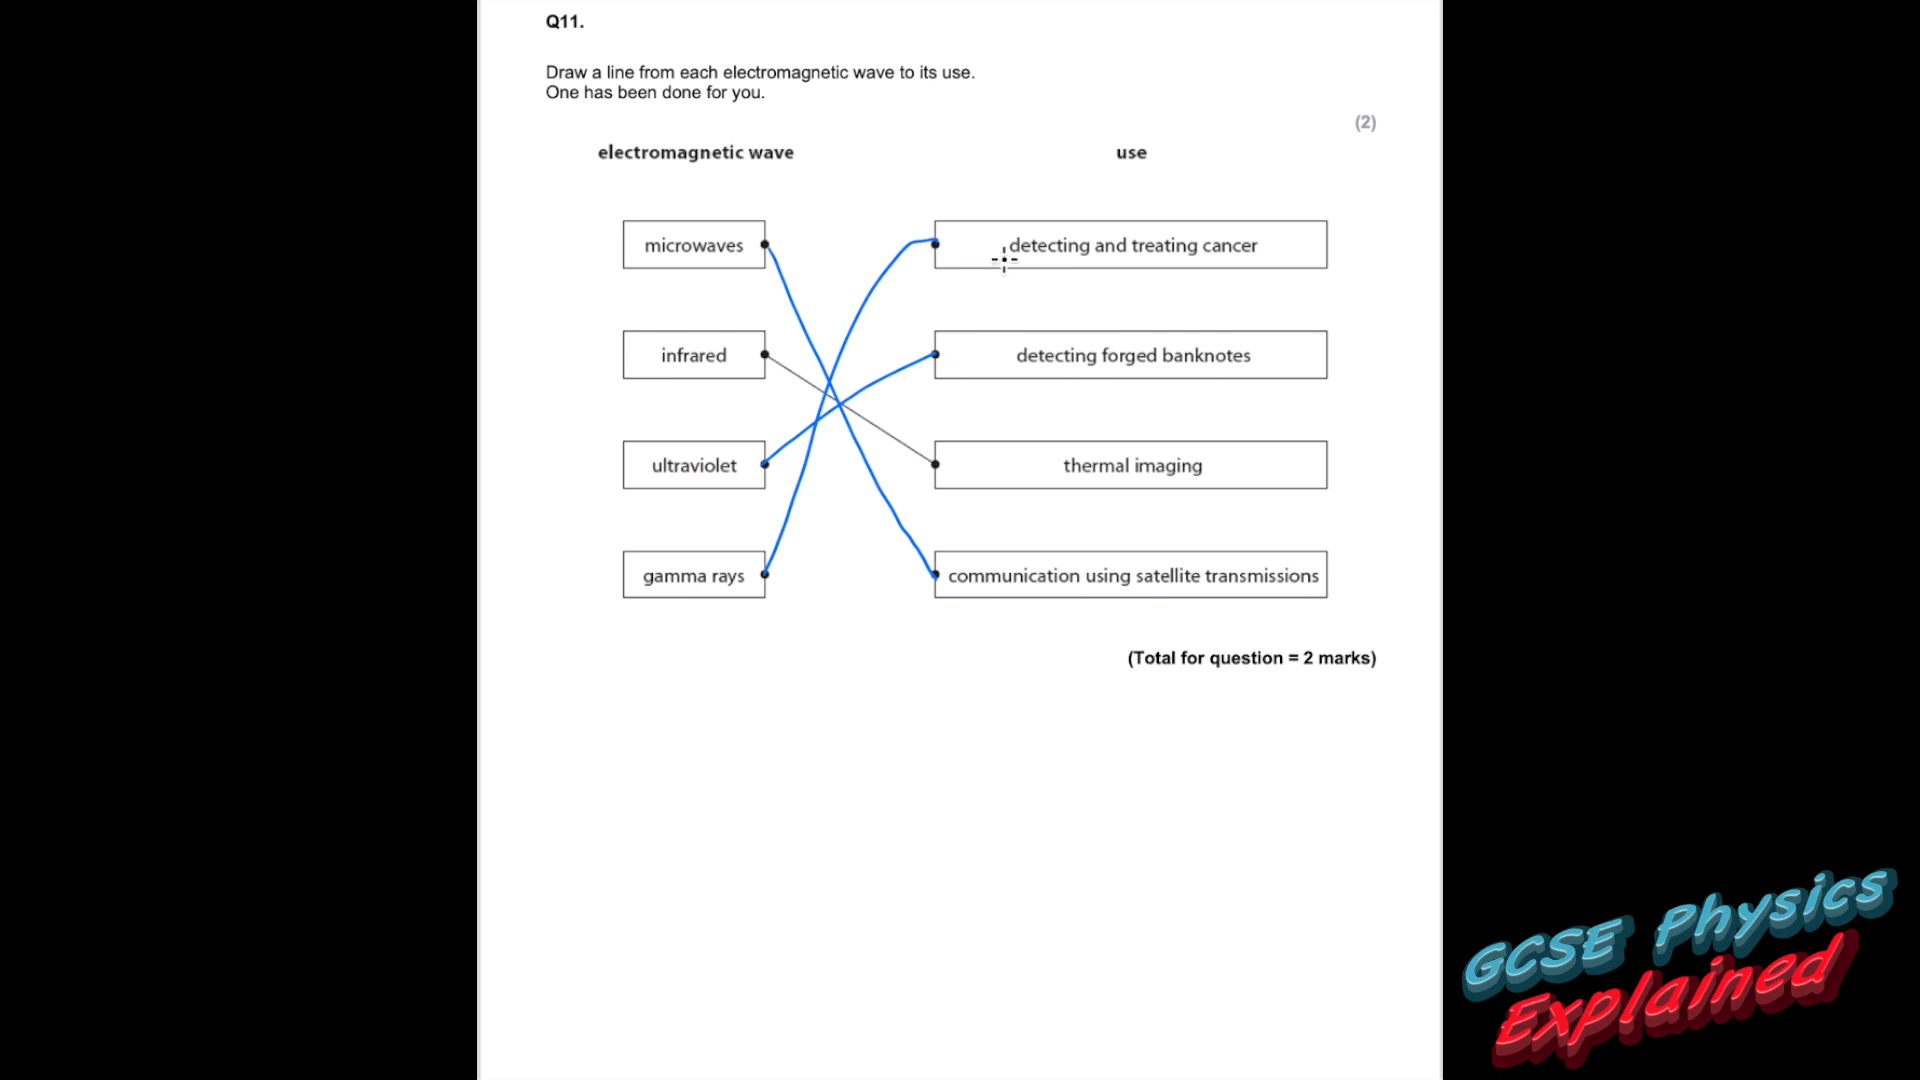 Q11.
Draw a line from each electromagnetic wave to its use.
One has been done for you.
(2)
electromagnetic wave use
microwaves detecting and treating cancer
infrared detecting forged banknotes
ultraviolet thermal imaging
gamma rays communication using satellite transmissions
(Total for question = 2 marks)
GCSE Physics
Explained